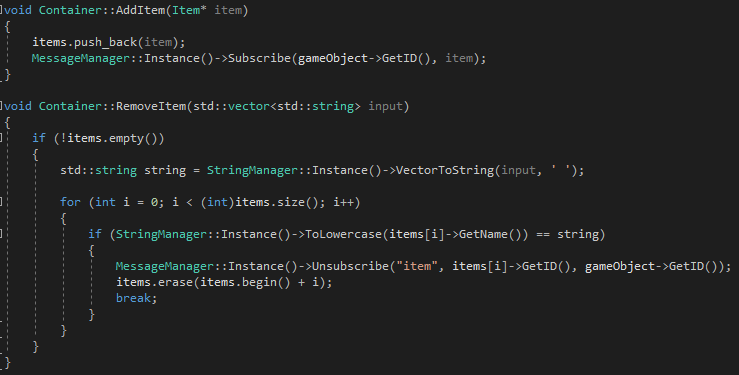 void Container::AddItem(Item* item)
{
items.push_back(item);
MessageManager::Instance()->Subscribe(gameObject->GetID(), item);
}
void Container::RemoveItem(std::vector<std::string> input)
{
if (!items.empty())
{
std::string string = StringManager::Instance()->VectorToString(input, ' ');
for (int i = 0; i < (int)items.size(); i++)
{
if (StringManager::Instance()->ToLowercase(items[i]->GetName()) == string)
{
MessageManager::Instance()->Unsubscribe("item", items[i]->GetID(), gameObject->GetID());
items.erase(items.begin() + i);
break;
}
}
}
}